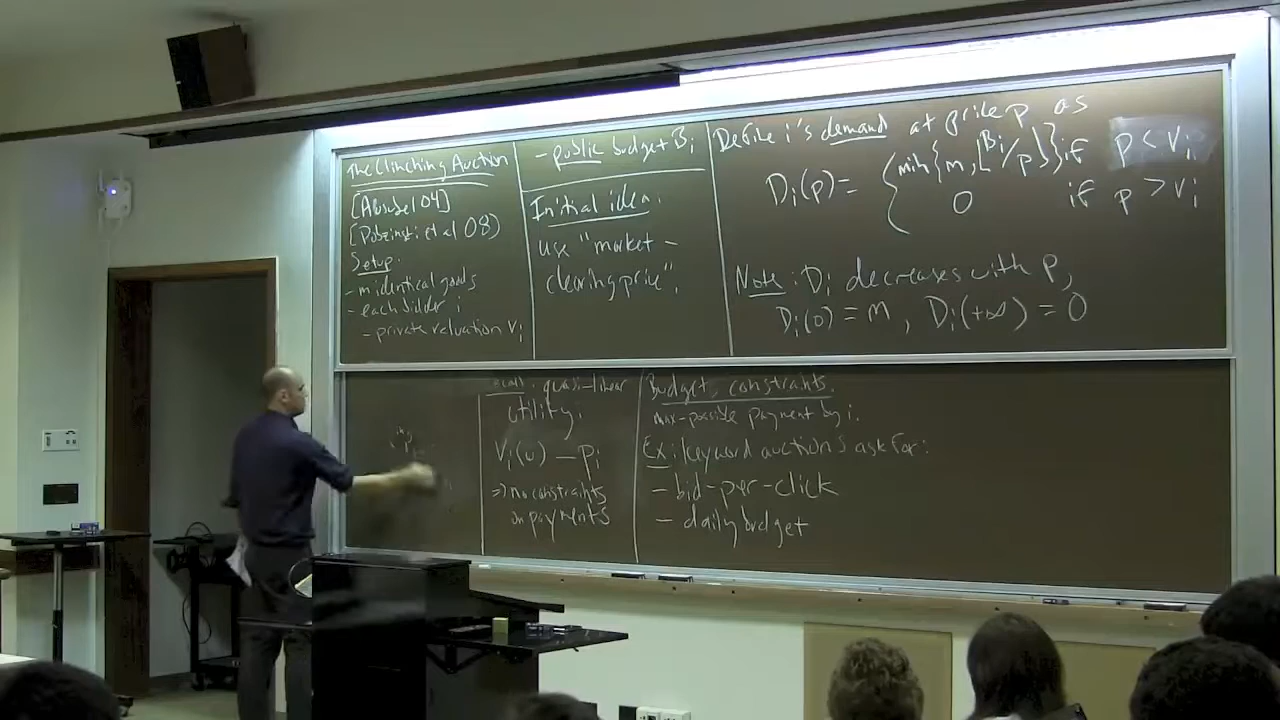 The Clinching Auction
[Ausubel 04]
[Dobzinski et al 08]
Setup.
- m identical goods
- each bidder i
- private valuation vᵢ
- public budget Bᵢ
Initial idea.
use "market-
clearing price".
Define i's demand at price p as
Dᵢ(p) = { min{m, ⌊Bᵢ/p⌋} if p < vᵢ
0 if p > vᵢ
Note: Dᵢ decreases with p,
Dᵢ(0) = m, Dᵢ(+∞) = 0
quasi-linear
utility.
Vᵢ(ω) - pᵢ
⇒ no constraints
on payments
Budget constraints.
max-possible payment by i.
Ex: keyword auctions ask for:
- bid-per-click
- daily budget